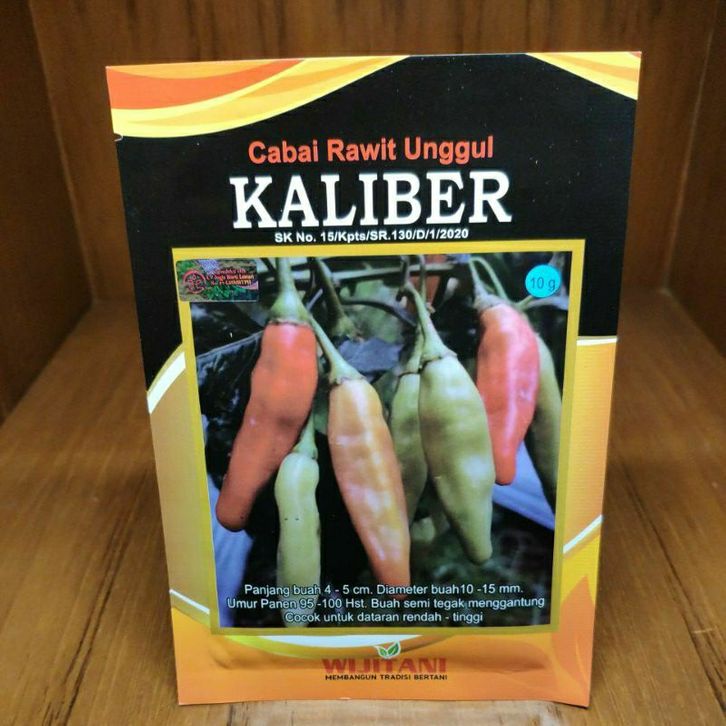 Cabai Rawit Unggul
KALIBER
SK No. 15/Kpts/SR.130/D/1/2020
10 g
Panjang buah 4 - 5 cm. Diameter buah10 -15 mm.
Umur Panen 95 -100 Hst. Buah semi tegak menggantung
Cocok untuk dataran rendah - tinggi
WIJITANI
MEMBANGUN TRADISI BERTANI